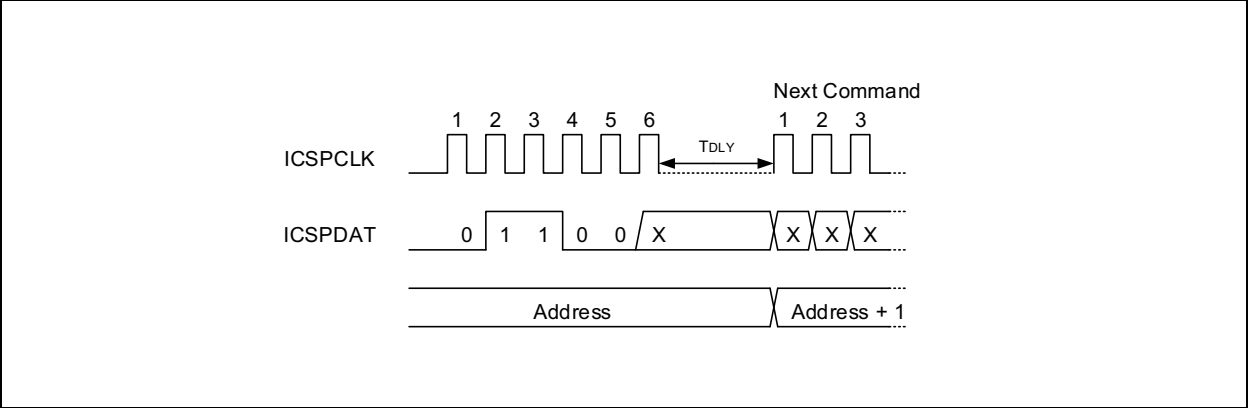 Next Command
1 2 3 4 5 6 1 2 3
TDLY
ICSPCLK
ICSPDAT 0 1 1 0 0 X X X X
Address Address + 1